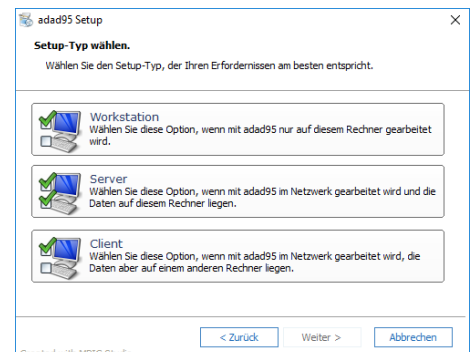 adad95 Setup
Setup-Typ wählen.
Wählen Sie den Setup-Typ, der Ihren Erfordernissen am besten entspricht.
Workstation
Wählen Sie diese Option, wenn mit adad95 nur auf diesem Rechner gearbeitet
wird.
Server
Wählen Sie diese Option, wenn mit adad95 im Netzwerk gearbeitet wird und die
Daten auf diesem Rechner liegen.
Client
Wählen Sie diese Option, wenn mit adad95 im Netzwerk gearbeitet wird, die
Daten aber auf einem anderen Rechner liegen.
< Zurück Weiter > Abbrechen